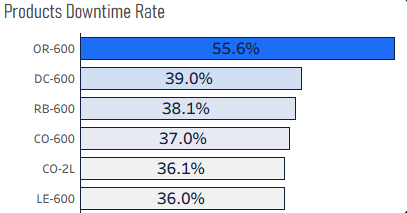 Products Downtime Rate
OR-600 55.6%
DC-600 39.0%
RB-600 38.1%
CO-600 37.0%
CO-2L 36.1%
LE-600 36.0%